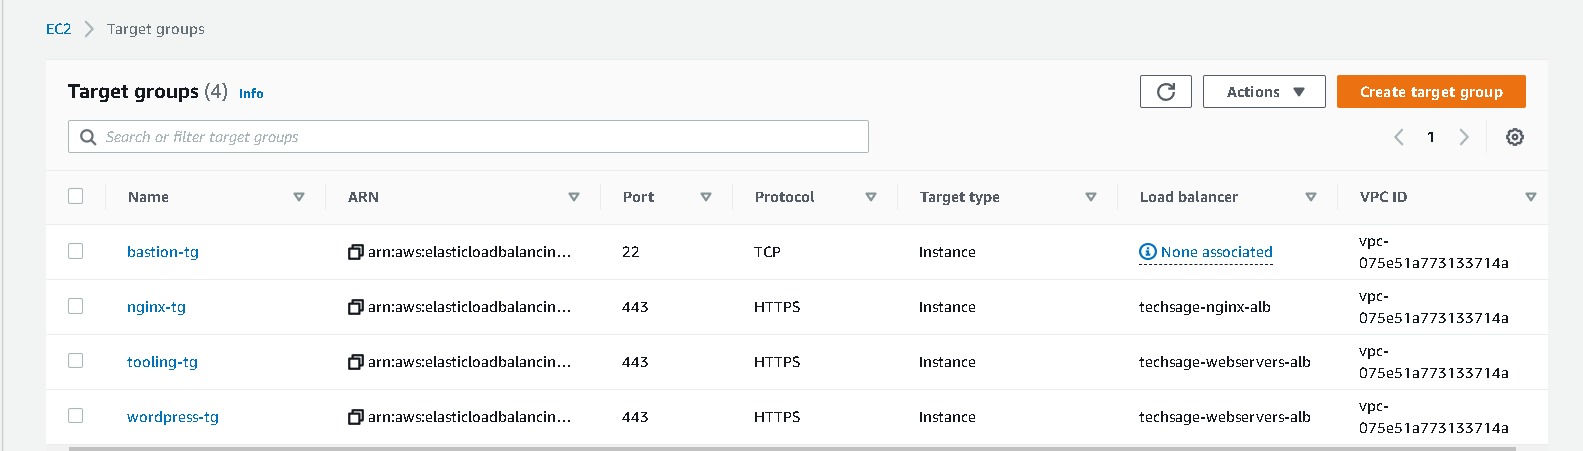 EC2 > Target groups
Target groups (4) Info
Actions
Create target group
Search or filter target groups
1
Name ARN Port Protocol Target type Load balancer VPC ID
bastion-tg arn:aws:elasticloadbalancin... 22 TCP Instance None associated vpc-
075e51a773133714a
nginx-tg arn:aws:elasticloadbalancin... 443 HTTPS Instance techsage-nginx-alb vpc-
075e51a773133714a
tooling-tg arn:aws:elasticloadbalancin... 443 HTTPS Instance techsage-webservers-alb vpc-
075e51a773133714a
wordpress-tg arn:aws:elasticloadbalancin... 443 HTTPS Instance techsage-webservers-alb vpc-
075e51a773133714a